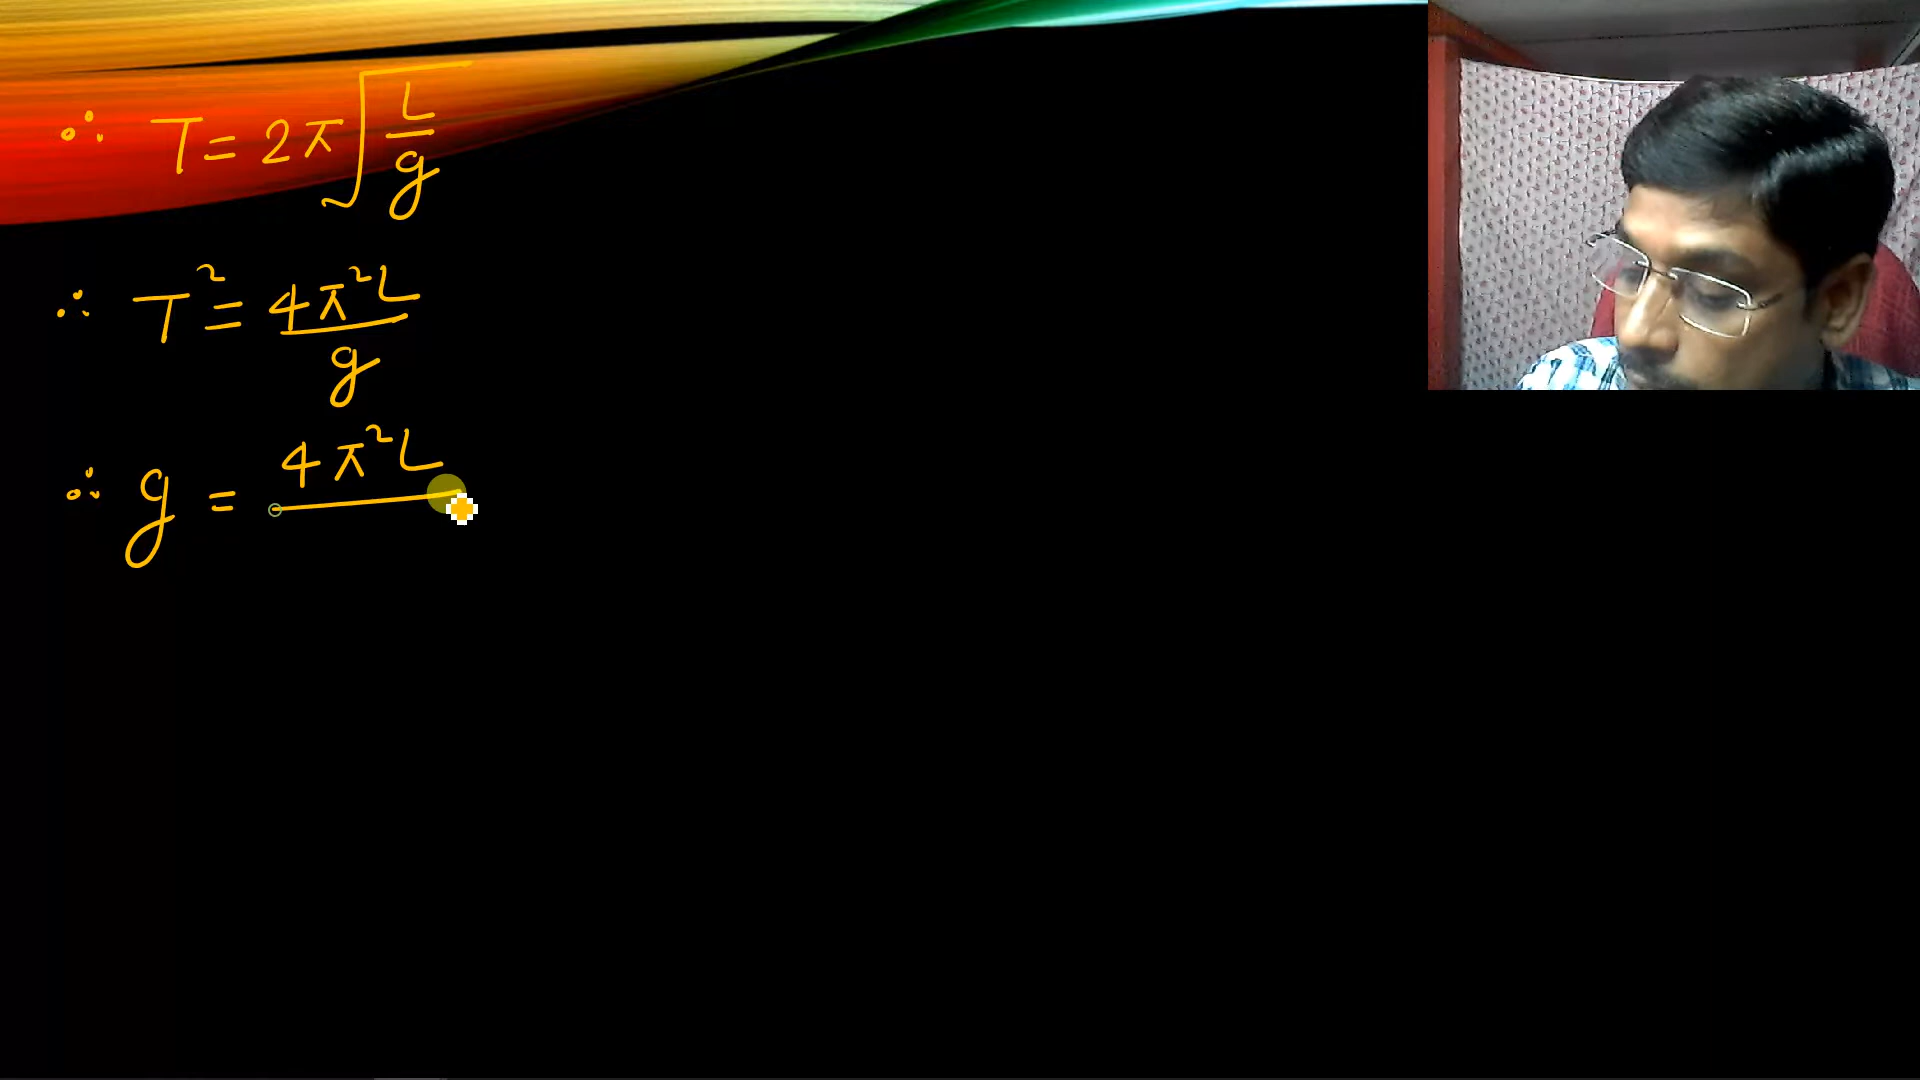 ∴ T = 2π√(L/g)
∴ T² = 4π²L/g
∴ g = 4π²L/